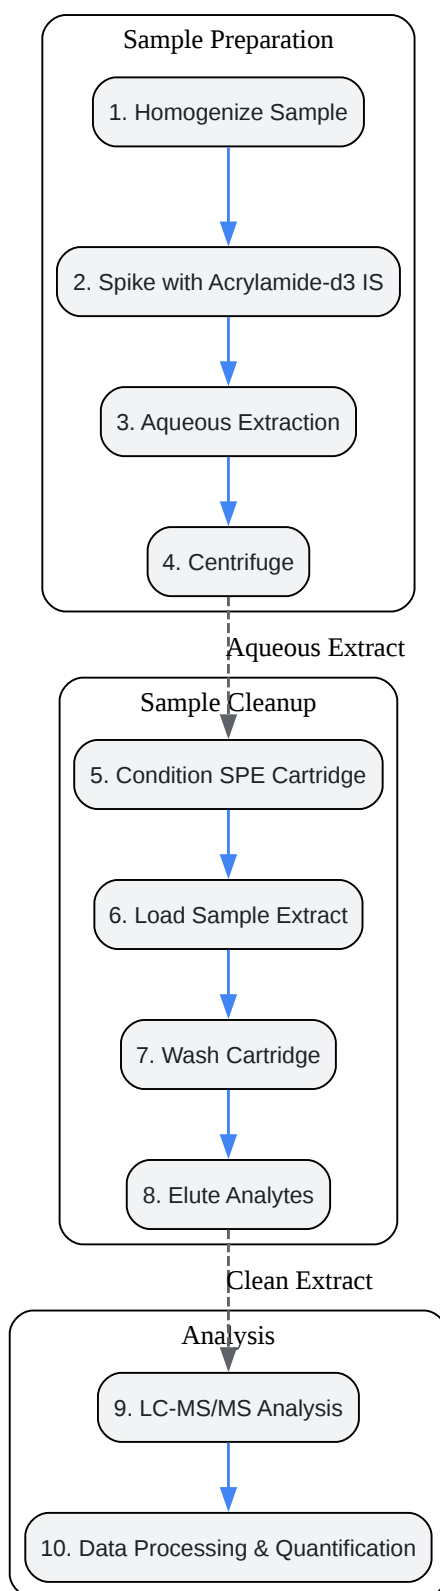 Sample Preparation
1. Homogenize Sample
2. Spike with Acrylamide-d3 IS
3. Aqueous Extraction
4. Centrifuge
Aqueous Extract
Sample Cleanup
5. Condition SPE Cartridge
6. Load Sample Extract
7. Wash Cartridge
8. Elute Analytes
Clean Extract
Analysis
9. LC-MS/MS Analysis
10. Data Processing & Quantification